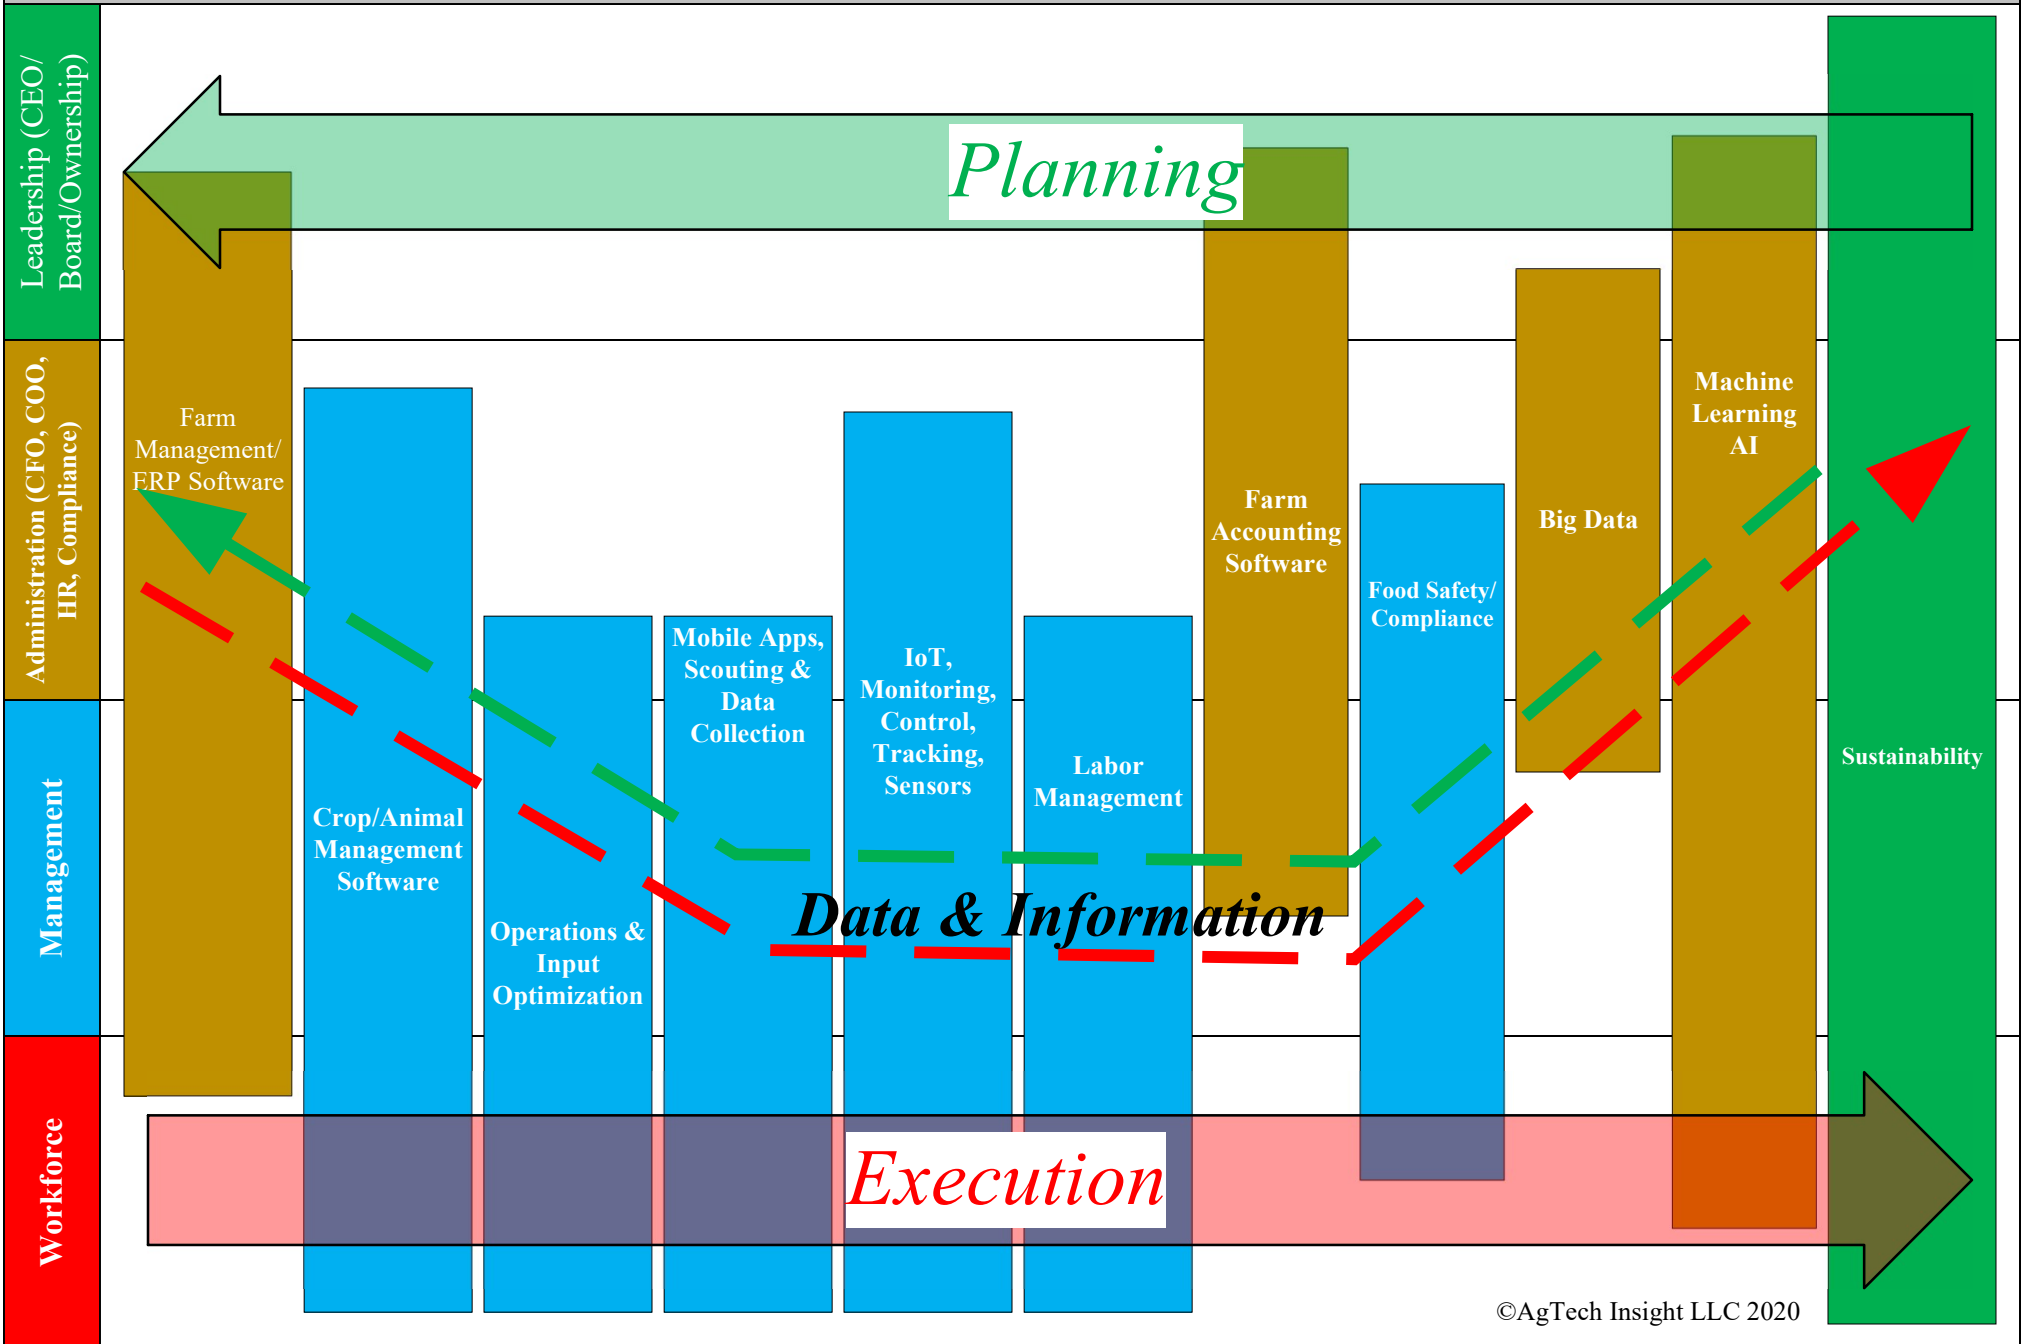 Leadership (CEO/
Board/Ownership)
Planning
Administration (CFO, COO,
HR, Compliance)
Farm
Management/
ERP Software
Machine
Learning
AI
Farm
Accounting
Software
Big Data
Food Safety/
Compliance
Mobile Apps,
Scouting &
Data
Collection
IoT,
Monitoring,
Control,
Tracking,
Sensors
Labor
Management
Sustainability
Management
Crop/Animal
Management
Software
Data & Information
Operations &
Input
Optimization
Workforce
Execution
©AgTech Insight LLC 2020